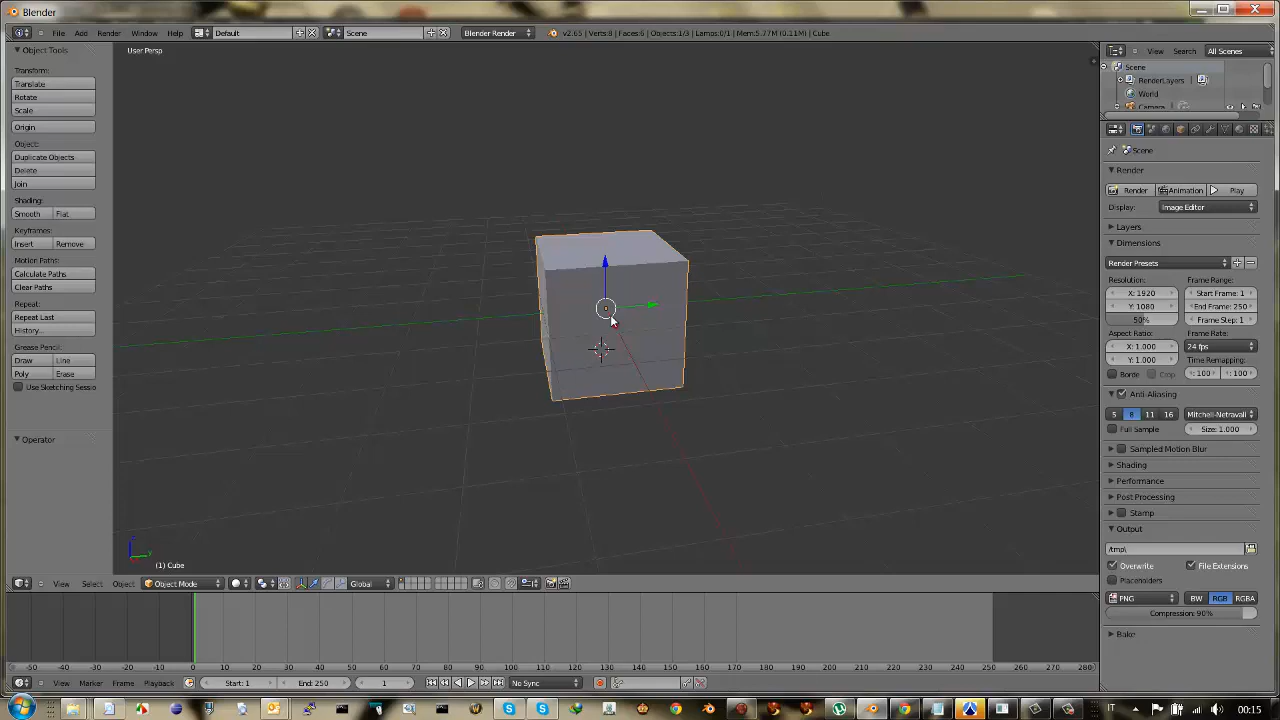 Blender
File Add Render Window Help Default Scene Blender Render v2.65 | Verts:8 | Faces:6 | Objects:1/3 | Lamps:0/1 | Mem:5.77M (0.11M) | Cube
Object Tools
Transform:
Translate
Rotate
Scale
Origin
Object:
Duplicate Objects
Delete
Join
Shading:
Smooth Flat
Keyframes:
Insert Remove
Motion Paths:
Calculate Paths
Clear Paths
Repeat:
Repeat Last
History...
Grease Pencil:
Draw Line
Poly Erase
Use Sketching Sessio
Operator
User Persp
(1) Cube
View Select Object Object Mode Global
View Search All Scenes
Scene
RenderLayers
World
Camera
Scene
Render
Render Animation Play
Display: Image Editor
Layers
Dimensions
Render Presets
Resolution: Frame Range:
X: 1920 Start Frame: 1
Y: 1080 End Frame: 250
50% Frame Step: 1
Aspect Ratio: Frame Rate:
X: 1.000 24 fps
Y: 1.000 Time Remapping:
Borde Crop : 100 : 100
Anti-Aliasing
5 8 11 16 Mitchell-Netravali
Full Sample Size: 1.000
Sampled Motion Blur
Shading
Performance
Post Processing
Stamp
Output
/tmp\
Overwrite File Extensions
Placeholders
PNG BW RGB RGBA
Compression: 90%
Bake
-50 -40 -30 -20 -10 0 10 20 30 40 50 60 70 80 90 100 110 120 130 140 150 160 170 180 190 200 210 220 230 240 250 260 270 280
View Marker Frame Playback Start: 1 End: 250 1 No Sync
IT 00:15